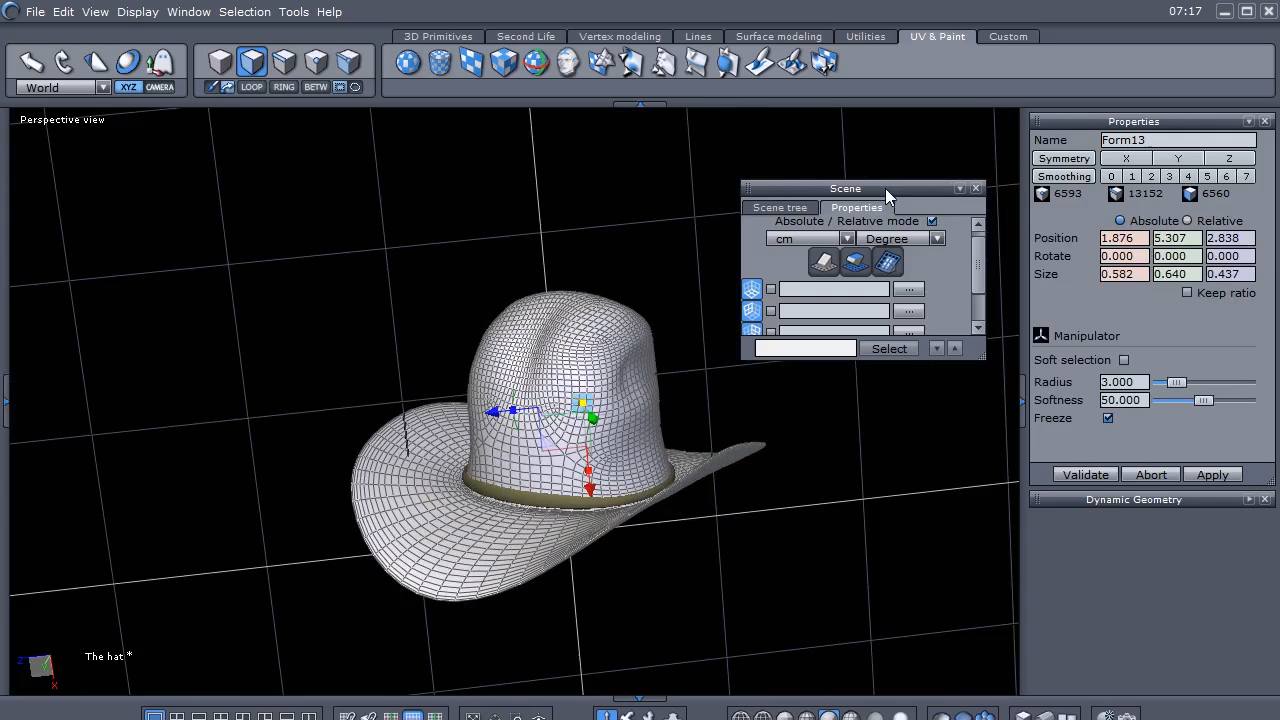 File Edit View Display Window Selection Tools Help 07:17
3D Primitives Second Life Vertex modeling Lines Surface modeling Utilities UV & Paint Custom
World XYZ CAMERA LOOP RING BETW
Perspective view
Scene
Scene tree Properties
Absolute / Relative mode
cm Degree
...
...
Select
Properties
Name Form13
Symmetry X Y Z
Smoothing 0 1 2 3 4 5 6 7
6593 13152 6560
Absolute Relative
Position 1.876 5.307 2.838
Rotate 0.000 0.000 0.000
Size 0.582 0.640 0.437
Keep ratio
Manipulator
Soft selection
Radius 3.000
Softness 50.000
Freeze
Validate Abort Apply
Dynamic Geometry
The hat *
Z
X